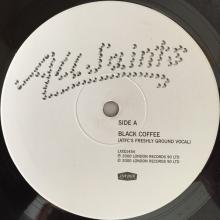 All Saints
SIDE A
BLACK COFFEE
(ATFC'S FRESHLY GROUND VOCAL)
LXXDJ454
℗ 2000 LONDON RECORDS 90 LTD
© 2000 LONDON RECORDS 90 LTD
LONDON